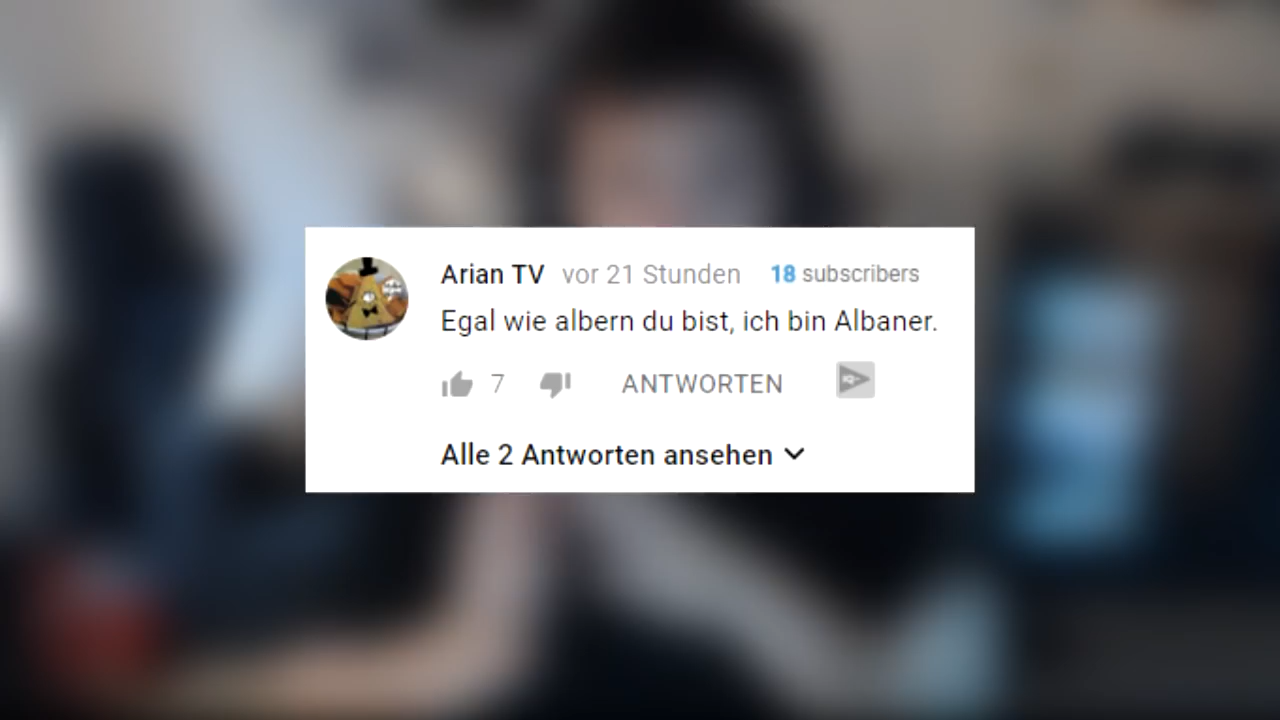 Arian TV vor 21 Stunden 18 subscribers
Egal wie albern du bist, ich bin Albaner.
7 ANTWORTEN
Alle 2 Antworten ansehen